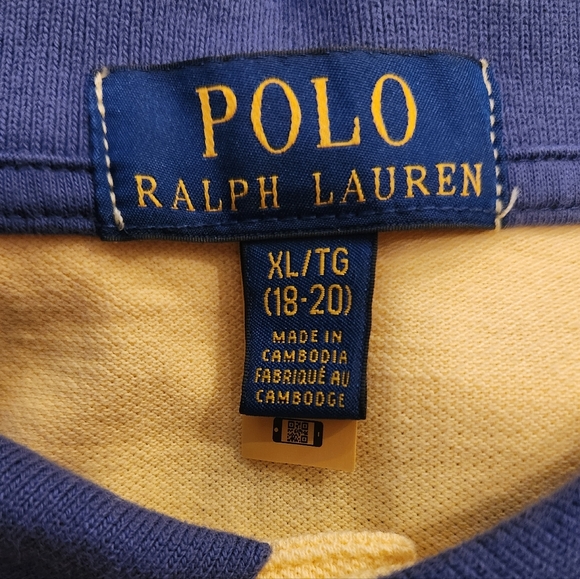 POLO
RALPH LAUREN
XL/TG
(18-20)
MADE IN
CAMBODIA
FABRIQUÉ AU
CAMBODGE